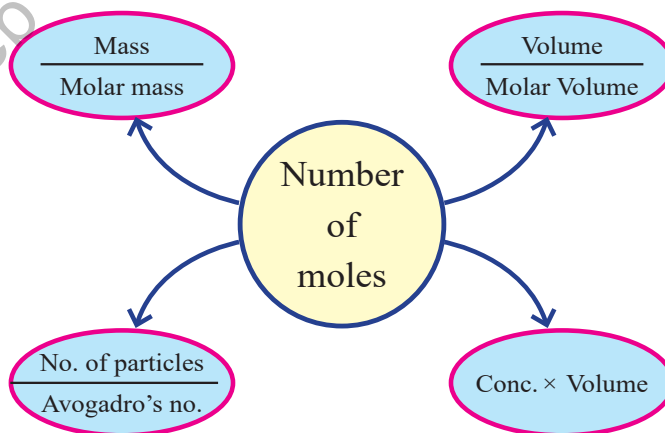 Mass
Molar mass
Volume
Molar Volume
Number
of
moles
No. of particles
Avogadro’s no.
Conc. × Volume